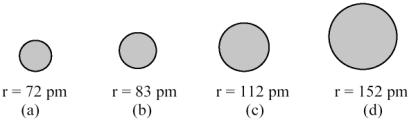 r = 72 pm r = 83 pm r = 112 pm r = 152 pm
(a) (b) (c) (d)